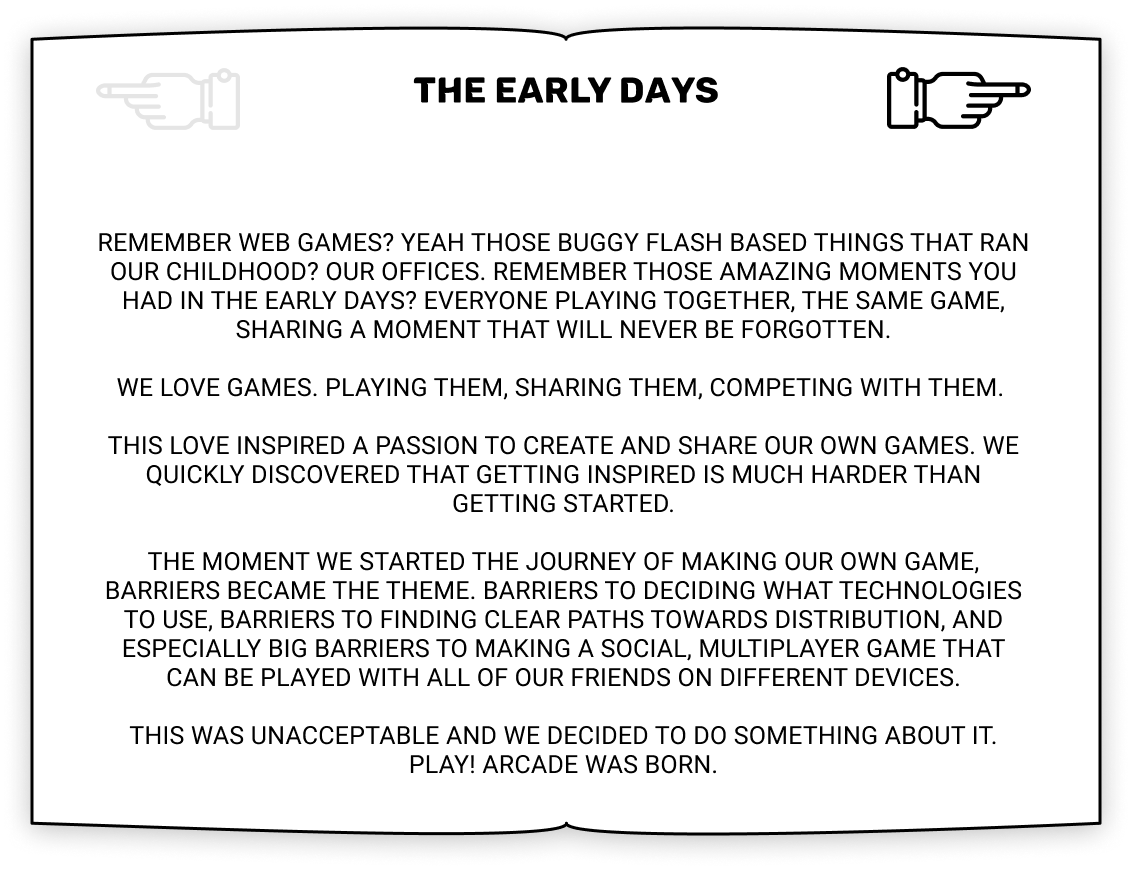 THE EARLY DAYS
REMEMBER WEB GAMES? YEAH THOSE BUGGY FLASH BASED THINGS THAT RAN
OUR CHILDHOOD? OUR OFFICES. REMEMBER THOSE AMAZING MOMENTS YOU
HAD IN THE EARLY DAYS? EVERYONE PLAYING TOGETHER, THE SAME GAME,
SHARING A MOMENT THAT WILL NEVER BE FORGOTTEN.
WE LOVE GAMES. PLAYING THEM, SHARING THEM, COMPETING WITH THEM.
THIS LOVE INSPIRED A PASSION TO CREATE AND SHARE OUR OWN GAMES. WE
QUICKLY DISCOVERED THAT GETTING INSPIRED IS MUCH HARDER THAN
GETTING STARTED.
THE MOMENT WE STARTED THE JOURNEY OF MAKING OUR OWN GAME,
BARRIERS BECAME THE THEME. BARRIERS TO DECIDING WHAT TECHNOLOGIES
TO USE, BARRIERS TO FINDING CLEAR PATHS TOWARDS DISTRIBUTION, AND
ESPECIALLY BIG BARRIERS TO MAKING A SOCIAL, MULTIPLAYER GAME THAT
CAN BE PLAYED WITH ALL OF OUR FRIENDS ON DIFFERENT DEVICES.
THIS WAS UNACCEPTABLE AND WE DECIDED TO DO SOMETHING ABOUT IT.
PLAY! ARCADE WAS BORN.